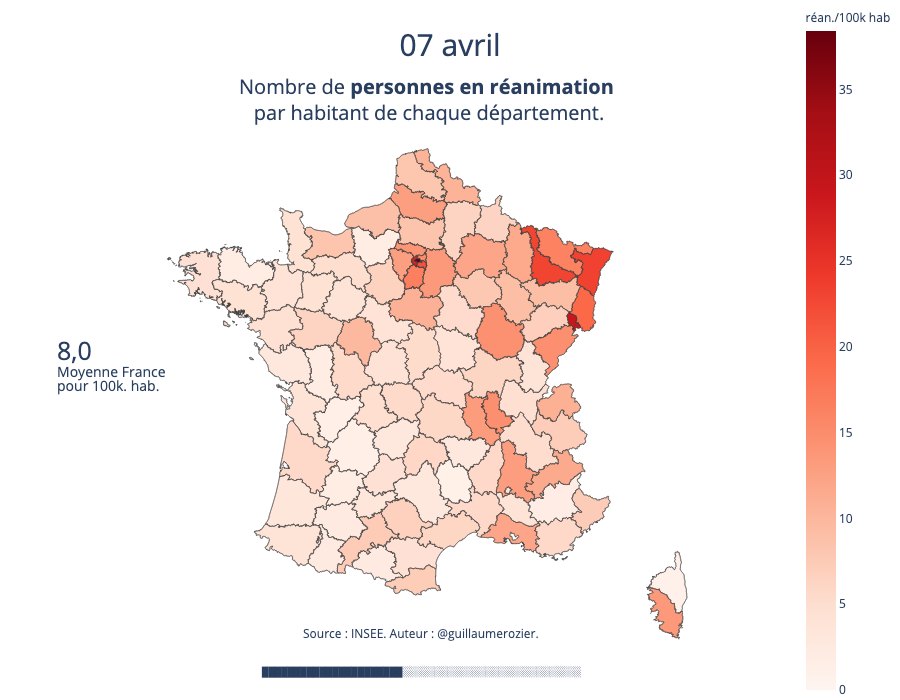 07 avril
Nombre de personnes en réanimation
par habitant de chaque département.
réan./100k hab
35
30
25
20
15
10
5
0
8,0
Moyenne France
pour 100k. hab.
Source : INSEE. Auteur : @guillaumerozier.